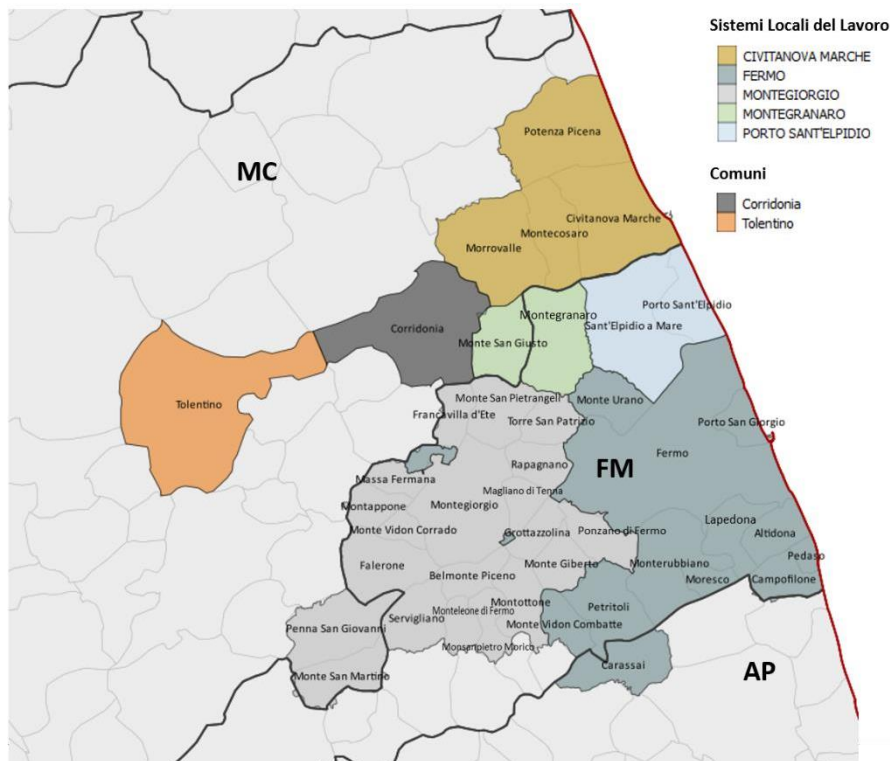 Sistemi Locali del Lavoro
CIVITANOVA MARCHE
FERMO
MONTEGIORGIO
MONTEGRANARO
PORTO SANT'ELPIDIO
Comuni
Corridonia
Tolentino
MC
Potenza Picena
Civitanova Marche
Montecosaro
Morrovalle
Porto Sant'Elpidio
Montegranaro
Sant'Elpidio a Mare
Corridonia
Monte San Giusto
Tolentino
Monte San Pietrangeli
Monte Urano
Francavilla d'Ete
Torre San Patrizio
Porto San Giorgio
Fermo
FM
Rapagnano
Massa Fermana
Magliano di Tenna
Montappone
Montegiorgio
Lapedona
Monte Vidon Corrado
Grottazzolina
Ponzano di Fermo
Altidona
Falerone
Monte Giberto
Monterubbiano
Pedaso
Belmonte Piceno
Moresco
Campofilone
Monteleone di Fermo
Montottone
Petritoli
Servigliano
Monte Vidon Combatte
Penna San Giovanni
Monsanpietro Morico
Carassai
AP
Monte San Martino